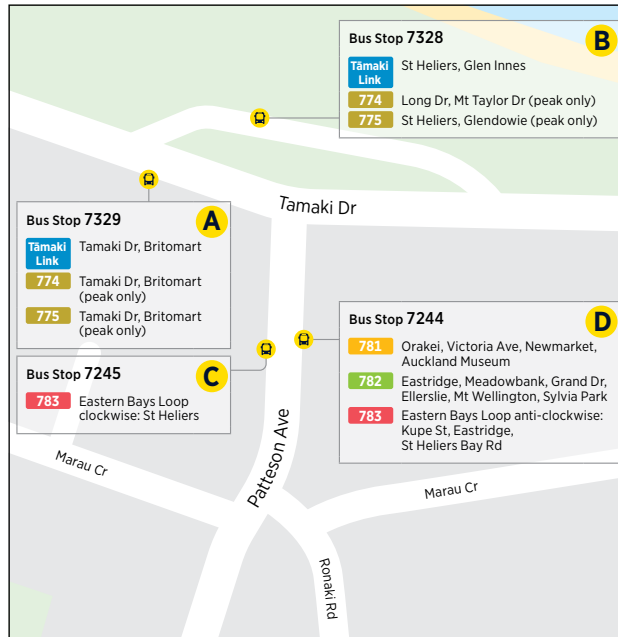 Bus Stop 7328
B
Tāmaki
Link
St Heliers, Glen Innes
774
Long Dr, Mt Taylor Dr (peak only)
775
St Heliers, Glendowie (peak only)
Tamaki Dr
Bus Stop 7329
A
Tāmaki
Link
Tamaki Dr, Britomart
774
Tamaki Dr, Britomart
(peak only)
775
Tamaki Dr, Britomart
(peak only)
Bus Stop 7244
D
781
Orakei, Victoria Ave, Newmarket,
Auckland Museum
782
Eastridge, Meadowbank, Grand Dr,
Ellerslie, Mt Wellington, Sylvia Park
783
Eastern Bays Loop anti-clockwise:
Kupe St, Eastridge,
St Heliers Bay Rd
Bus Stop 7245
C
783
Eastern Bays Loop
clockwise: St Heliers
Patteson Ave
Marau Cr
Marau Cr
Ronaki Rd